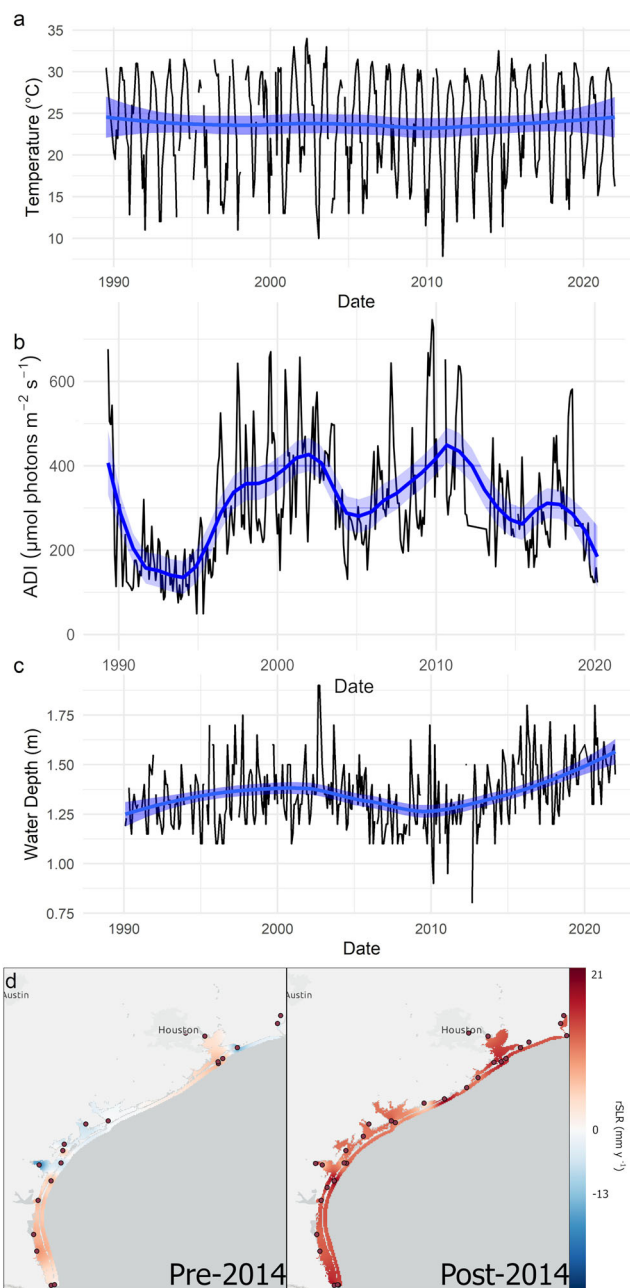 a
35
30
25
20
15
10
Temperature (°C)
1990
2000
2010
2020
Date
b
600
400
200
0
ADI (µmol photons m⁻² s⁻¹)
1990
2000
2010
2020
Date
c
1.75
1.50
1.25
1.00
0.75
Water Depth (m)
1990
2000
2010
2020
Date
d
Austin
Houston
Pre-2014
Austin
Houston
Post-2014
21
0
-13
rSLR (mm y⁻¹)